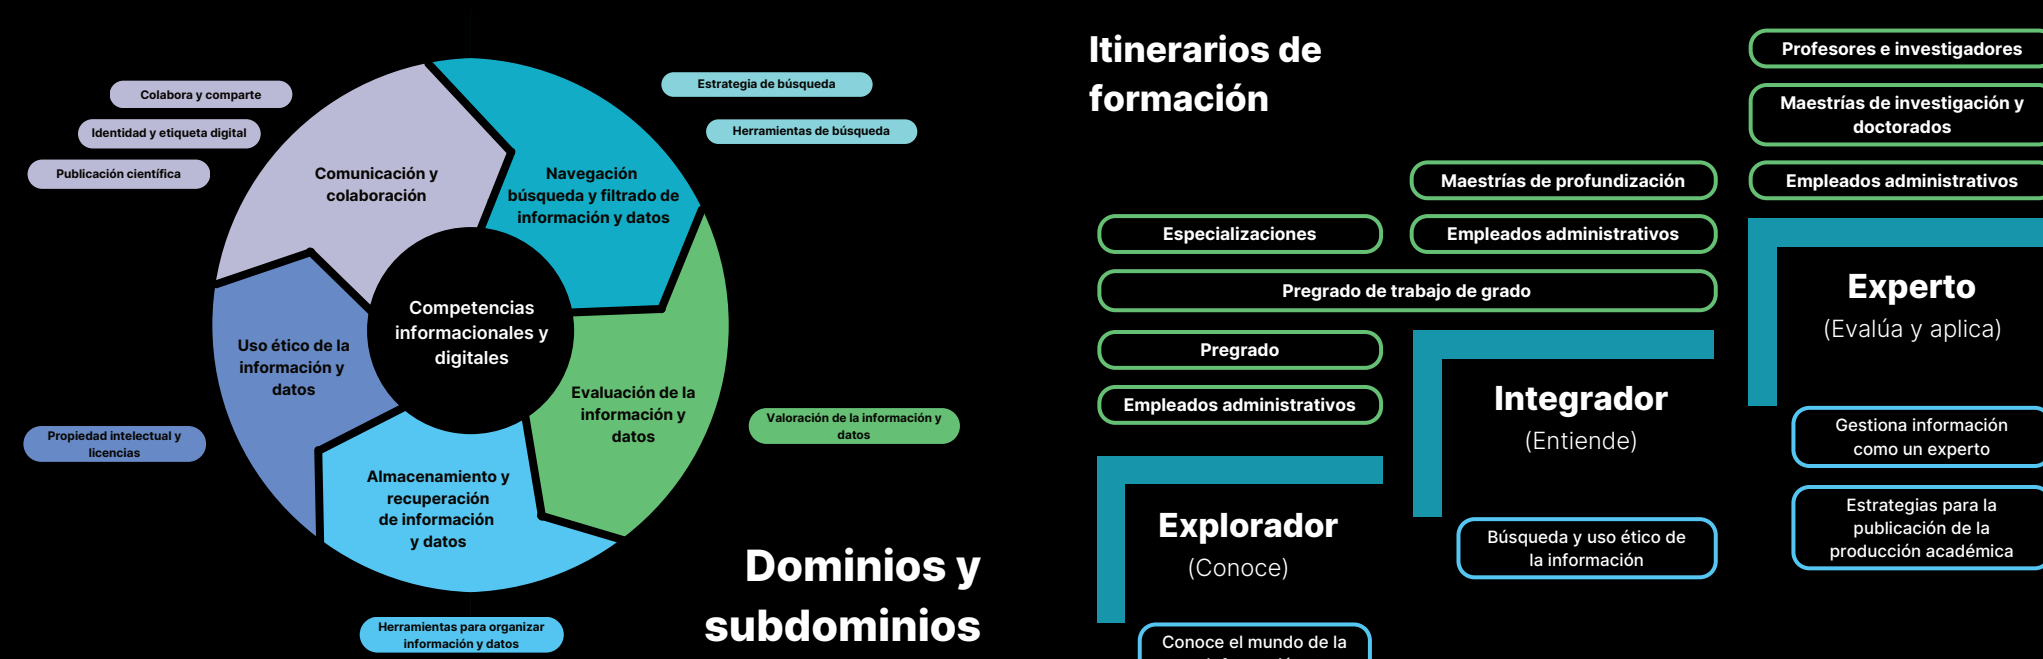 Colabora y comparte
Identidad y etiqueta digital
Publicación científica
Comunicación y
colaboración
Estrategia de búsqueda
Herramientas de búsqueda
Navegación
búsqueda y filtrado de
información y datos
Competencias
informacionales y
digitales
Uso ético de la
información y
datos
Propiedad intelectual y
licencias
Evaluación de la
información y
datos
Valoración de la información y
datos
Almacenamiento y
recuperación
de información
y datos
Herramientas para organizar
información y datos
Dominios y
subdominios
Itinerarios de
formación
Especializaciones
Pregrado de trabajo de grado
Pregrado
Empleados administrativos
Explorador
(Conoce)
Conoce el mundo de la
Maestrías de profundización
Empleados administrativos
Integrador
(Entiende)
Búsqueda y uso ético de
la información
Profesores e investigadores
Maestrías de investigación y
doctorados
Empleados administrativos
Experto
(Evalúa y aplica)
Gestiona información
como un experto
Estrategias para la
publicación de la
producción académica